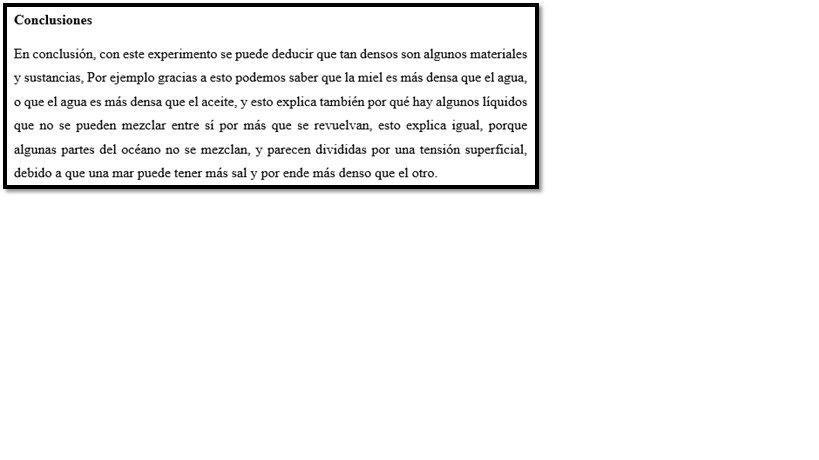 Conclusiones
En conclusión, con este experimento se puede deducir que tan densos son algunos materiales
y sustancias, Por ejemplo gracias a esto podemos saber que la miel es más densa que el agua,
o que el agua es más densa que el aceite, y esto explica también por qué hay algunos líquidos
que no se pueden mezclar entre sí por más que se revuelvan, esto explica igual, porque
algunas partes del océano no se mezclan, y parecen divididas por una tensión superficial,
debido a que una mar puede tener más sal y por ende más denso que el otro.